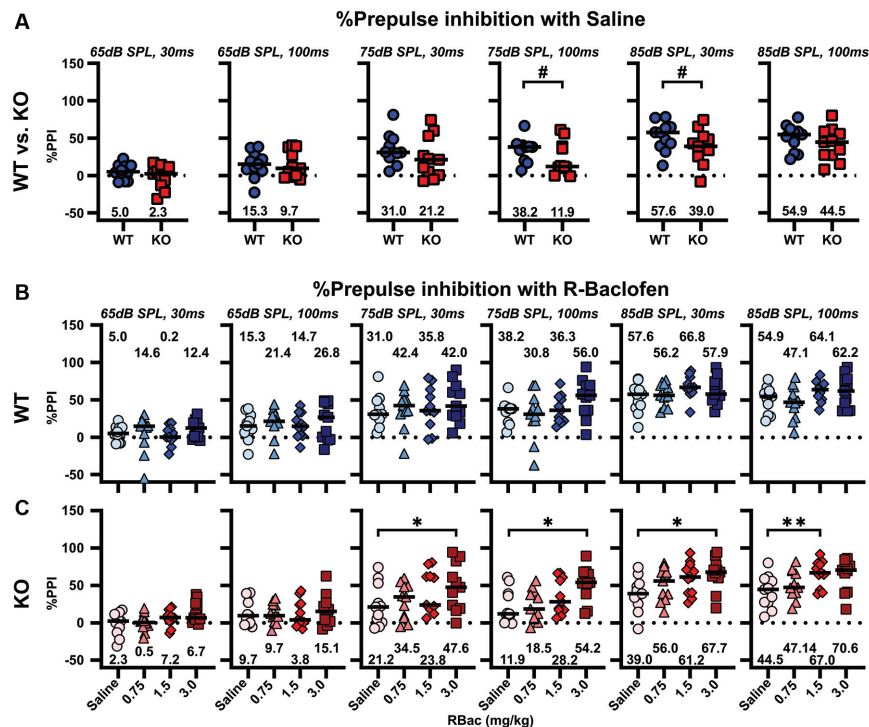 A
%Prepulse inhibition with Saline
65dB SPL, 30ms
65dB SPL, 100ms
75dB SPL, 30ms
75dB SPL, 100ms
85dB SPL, 30ms
85dB SPL, 100ms
WT vs. KO
%PPI
150
100
50
0
-50
# #
5.0 2.3
15.3 9.7
31.0 21.2
38.2 11.9
57.6 39.0
54.9 44.5
WT KO
WT KO
WT KO
WT KO
WT KO
WT KO
B
%Prepulse inhibition with R-Baclofen
65dB SPL, 30ms
65dB SPL, 100ms
75dB SPL, 30ms
75dB SPL, 100ms
85dB SPL, 30ms
85dB SPL, 100ms
WT
%PPI
150
100
50
0
-50
5.0 0.2
14.6 12.4
15.3 14.7
21.4 26.8
31.0 35.8
42.4 42.0
38.2 36.3
30.8 56.0
57.6 66.8
56.2 57.9
54.9 64.1
47.1 62.2
C
KO
%PPI
150
100
50
0
-50
* * * **
0.5 6.7
2.3 7.2
9.7 15.1
9.7 3.8
34.5 47.6
21.2 23.8
18.5 54.2
11.9 28.2
56.0 67.7
39.0 61.2
47.14 70.6
44.5 67.0
Saline 0.75 1.5 3.0
Saline 0.75 1.5 3.0
Saline 0.75 1.5 3.0
Saline 0.75 1.5 3.0
Saline 0.75 1.5 3.0
Saline 0.75 1.5 3.0
RBac (mg/kg)